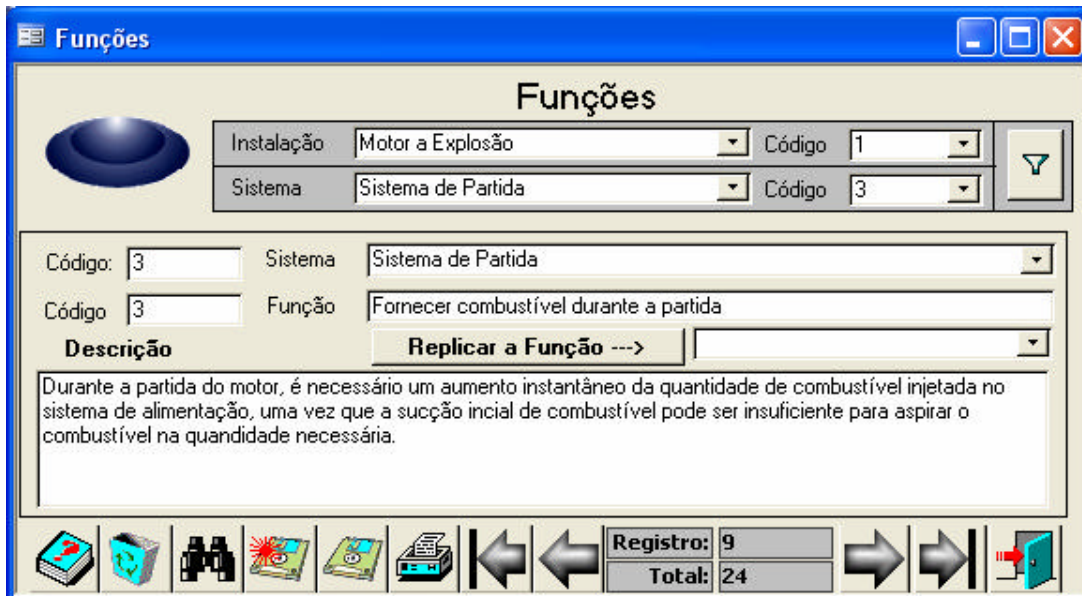 Funções
Funções
Instalação Motor a Explosão Código 1
Sistema Sistema de Partida Código 3
Código: 3 Sistema Sistema de Partida
Código 3 Função Fornecer combustível durante a partida
Descrição Replicar a Função --->
Durante a partida do motor, é necessário um aumento instantâneo da quantidade de combustível injetada no
sistema de alimentação, uma vez que a sucção incial de combustível pode ser insuficiente para aspirar o
combustível na quandidade necessária.
Registro: 9
Total: 24